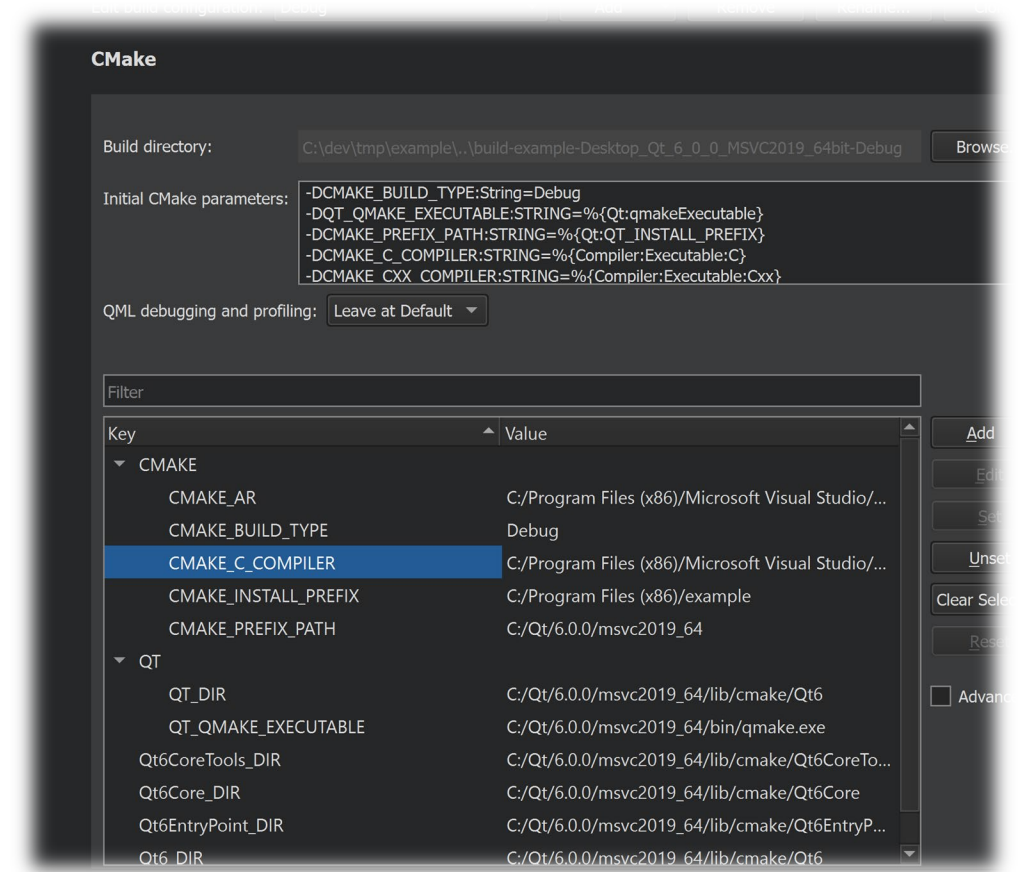 CMake
Build directory: C:\dev\tmp\example\..\build-example-Desktop_Qt_6_0_0_MSVC2019_64bit-Debug Browse
Initial CMake parameters:
-DCMAKE_BUILD_TYPE:String=Debug
-DQT_QMAKE_EXECUTABLE:STRING=%{Qt:qmakeExecutable}
-DCMAKE_PREFIX_PATH:STRING=%{Qt:QT_INSTALL_PREFIX}
-DCMAKE_C_COMPILER:STRING=%{Compiler:Executable:C}
-DCMAKE_CXX_COMPILER:STRING=%{Compiler:Executable:Cxx}
QML debugging and profiling: Leave at Default
Filter
Key Value Add
CMAKE
CMAKE_AR C:/Program Files (x86)/Microsoft Visual Studio/... Edit
CMAKE_BUILD_TYPE Debug Set
CMAKE_C_COMPILER C:/Program Files (x86)/Microsoft Visual Studio/... Unset
CMAKE_INSTALL_PREFIX C:/Program Files (x86)/example Clear
CMAKE_PREFIX_PATH C:/Qt/6.0.0/msvc2019_64
QT
QT_DIR C:/Qt/6.0.0/msvc2019_64/lib/cmake/Qt6
QT_QMAKE_EXECUTABLE C:/Qt/6.0.0/msvc2019_64/bin/qmake.exe
Qt6CoreTools_DIR C:/Qt/6.0.0/msvc2019_64/lib/cmake/Qt6CoreTo...
Qt6Core_DIR C:/Qt/6.0.0/msvc2019_64/lib/cmake/Qt6Core
Qt6EntryPoint_DIR C:/Qt/6.0.0/msvc2019_64/lib/cmake/Qt6EntryP...
Qt6_DIR C:/Qt/6.0.0/msvc2019_64/lib/cmake/Qt6